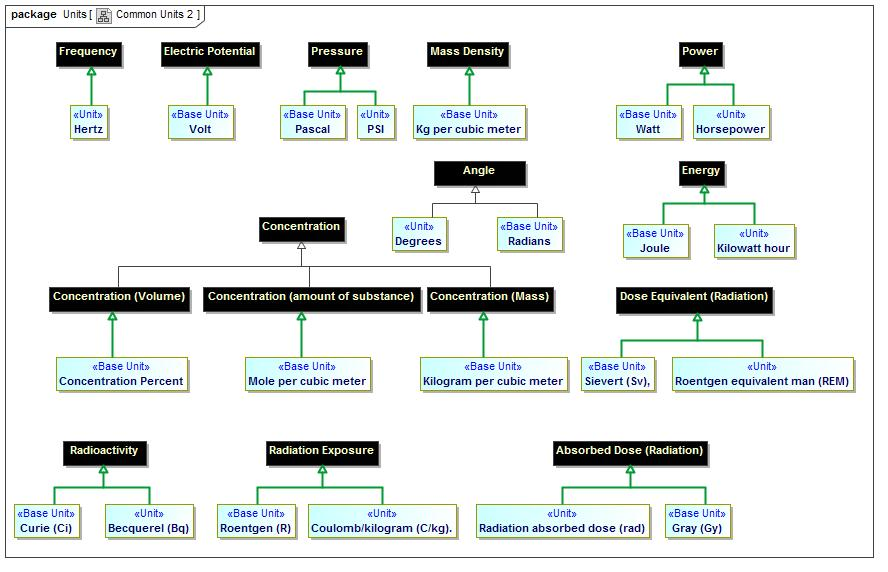 package Units [ Common Units 2 ]
Frequency
Electric Potential
Pressure
Mass Density
Power
«Unit»
Hertz
«Base Unit»
Volt
«Base Unit»
Pascal
«Unit»
PSI
«Base Unit»
Kg per cubic meter
«Base Unit»
Watt
«Unit»
Horsepower
Angle
Energy
«Unit»
Degrees
«Base Unit»
Radians
«Base Unit»
Joule
«Unit»
Kilowatt hour
Concentration
Concentration (Volume)
Concentration (amount of substance)
Concentration (Mass)
Dose Equivalent (Radiation)
«Base Unit»
Concentration Percent
«Base Unit»
Mole per cubic meter
«Base Unit»
Kilogram per cubic meter
«Base Unit»
Sievert (Sv),
«Unit»
Roentgen equivalent man (REM)
Radioactivity
Radiation Exposure
Absorbed Dose (Radiation)
«Base Unit»
Curie (Ci)
«Unit»
Becquerel (Bq)
«Base Unit»
Roentgen (R)
«Unit»
Coulomb/kilogram (C/kg).
«Unit»
Radiation absorbed dose (rad)
«Base Unit»
Gray (Gy)